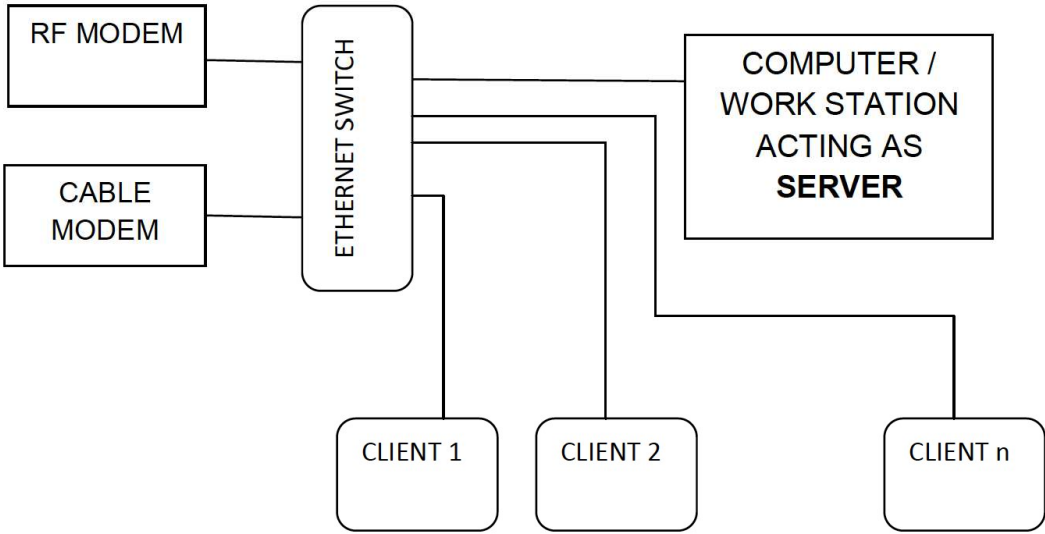 RF MODEM
CABLE
MODEM
ETHERNET SWITCH
COMPUTER /
WORK STATION
ACTING AS
SERVER
CLIENT 1
CLIENT 2
CLIENT n